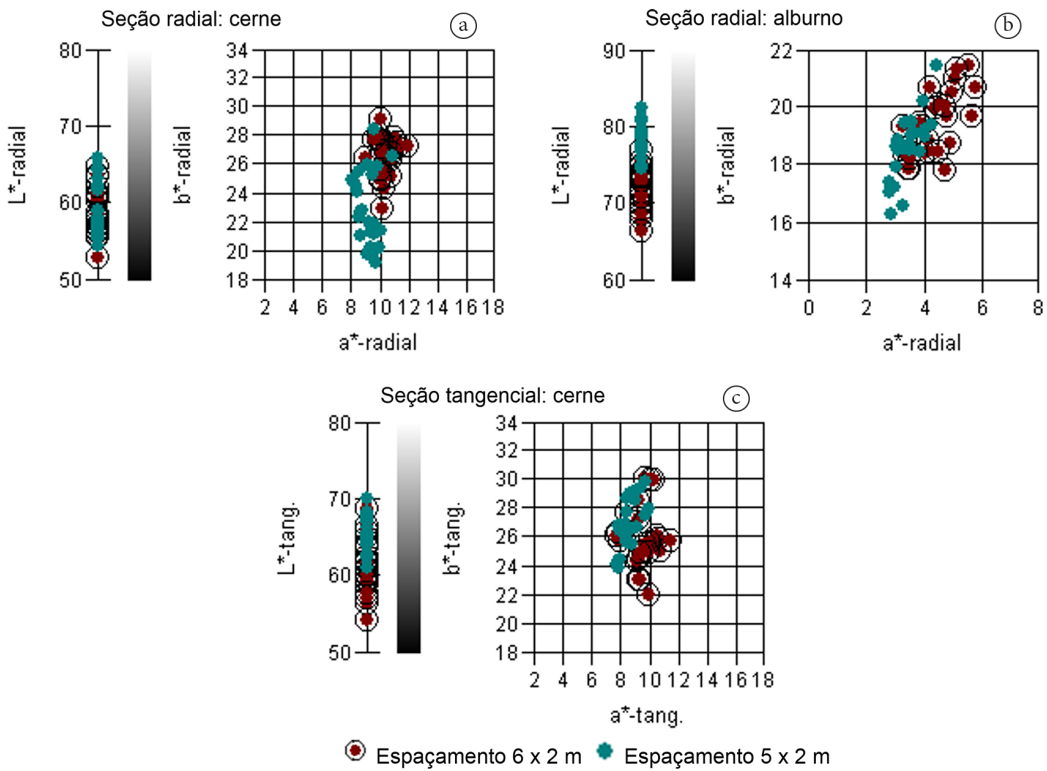 Seção radial: cerne
a
80
70
60
50
L*-radial
34
32
30
28
26
24
22
20
18
b*-radial
2 4 6 8 10 12 14 16 18
a*-radial
Seção radial: alburno
b
90
80
70
60
L*-radial
22
20
18
16
14
b*-radial
0 2 4 6 8
a*-radial
Seção tangencial: cerne
c
80
70
60
50
L*-tang.
34
32
30
28
26
24
22
20
18
b*-tang.
2 4 6 8 10 12 14 16 18
a*-tang.
Espaçamento 6 x 2 m
Espaçamento 5 x 2 m